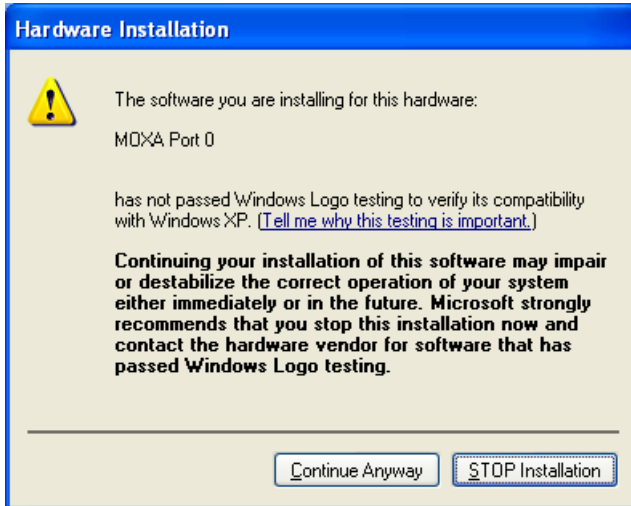 Hardware Installation
The software you are installing for this hardware:
MOXA Port 0
has not passed Windows Logo testing to verify its compatibility
with Windows XP. (Tell me why this testing is important.)
Continuing your installation of this software may impair
or destabilize the correct operation of your system
either immediately or in the future. Microsoft strongly
recommends that you stop this installation now and
contact the hardware vendor for software that has
passed Windows Logo testing.
Continue Anyway STOP Installation